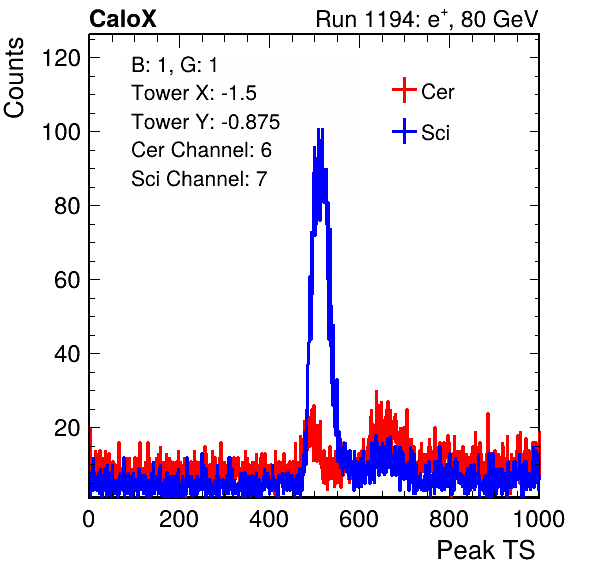 CaloX Run 1194: e⁺, 80 GeV
Counts
120
100
80
60
40
20
B: 1, G: 1
Tower X: -1.5
Tower Y: -0.875
Cer Channel: 6
Sci Channel: 7
Cer
Sci
0 200 400 600 800 1000
Peak TS